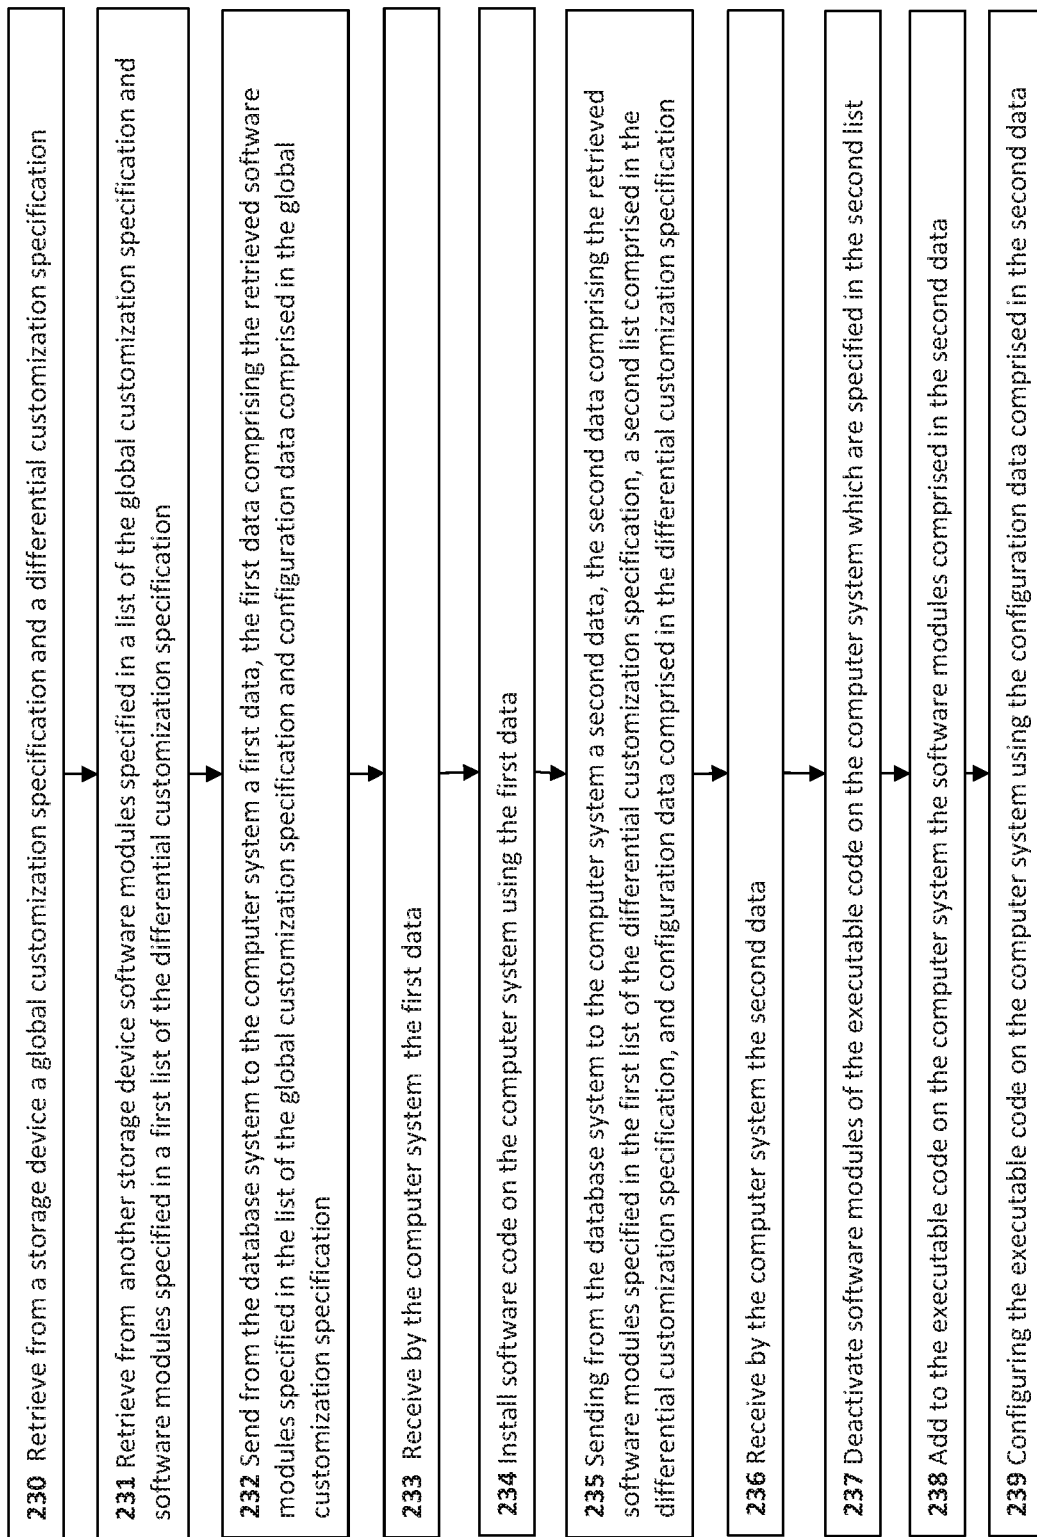 230 Retrieve from a storage device a global customization specification and a differential customization specification
231 Retrieve from another storage device software modules specified in a list of the global customization specification and
software modules specified in a first list of the differential customization specification
232 Send from the database system to the computer system a first data, the first data comprising the retrieved software
modules specified in the list of the global customization specification and configuration data comprised in the global
customization specification
233 Receive by the computer system the first data
234 Install software code on the computer system using the first data
235 Sending from the database system to the computer system a second data, the second data comprising the retrieved
software modules specified in the first list of the differential customization specification, a second list comprised in the
differential customization specification, and configuration data comprised in the differential customization specification
236 Receive by the computer system the second data
237 Deactivate software modules of the executable code on the computer system which are specified in the second list
238 Add to the executable code on the computer system the software modules comprised in the second data
239 Configuring the executable code on the computer system using the configuration data comprised in the second data